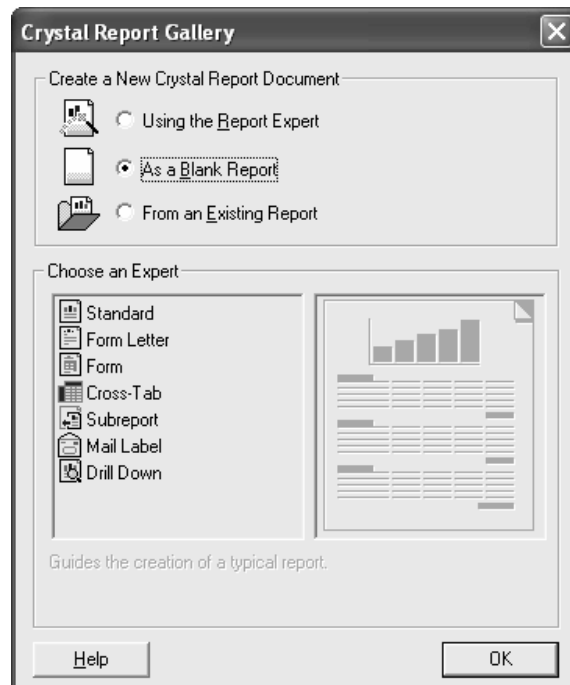 Crystal Report Gallery
Create a New Crystal Report Document
Using the Report Expert
As a Blank Report
From an Existing Report
Choose an Expert
Standard
Form Letter
Form
Cross-Tab
Subreport
Mail Label
Drill Down
Guides the creation of a typical report.
Help
OK